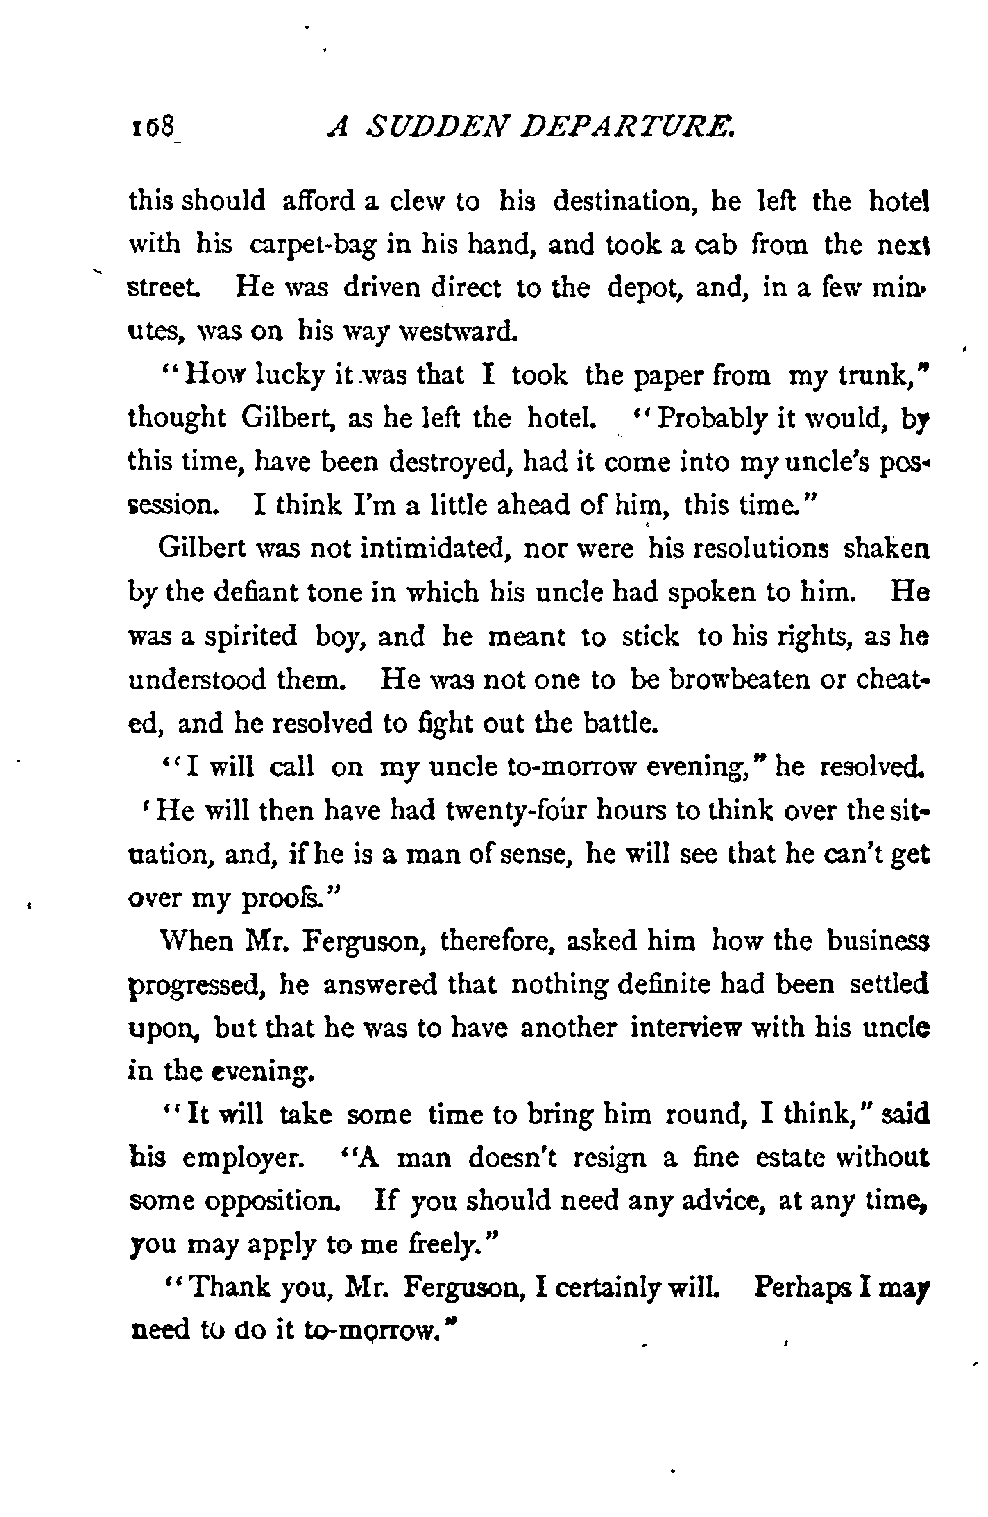 168 A SUDDEN DEPARTURE.
this should afford a clew to his destination, he left the hotel
with his carpet-bag in his hand, and took a cab from the next
street. He was driven direct to the depot, and, in a few min-
utes, was on his way westward.
"How lucky it was that I took the paper from my trunk,"
thought Gilbert, as he left the hotel. "Probably it would, by
this time, have been destroyed, had it come into my uncle's pos-
session. I think I'm a little ahead of him, this time."
Gilbert was not intimidated, nor were his resolutions shaken
by the defiant tone in which his uncle had spoken to him. He
was a spirited boy, and he meant to stick to his rights, as he
understood them. He was not one to be browbeaten or cheat-
ed, and he resolved to fight out the battle.
"I will call on my uncle to-morrow evening," he resolved.
'He will then have had twenty-four hours to think over the sit-
uation, and, if he is a man of sense, he will see that he can't get
over my proofs."
When Mr. Ferguson, therefore, asked him how the business
progressed, he answered that nothing definite had been settled
upon, but that he was to have another interview with his uncle
in the evening.
"It will take some time to bring him round, I think," said
his employer. "A man doesn't resign a fine estate without
some opposition. If you should need any advice, at any time,
you may apply to me freely."
"Thank you, Mr. Ferguson, I certainly will. Perhaps I may
need to do it to-morrow."